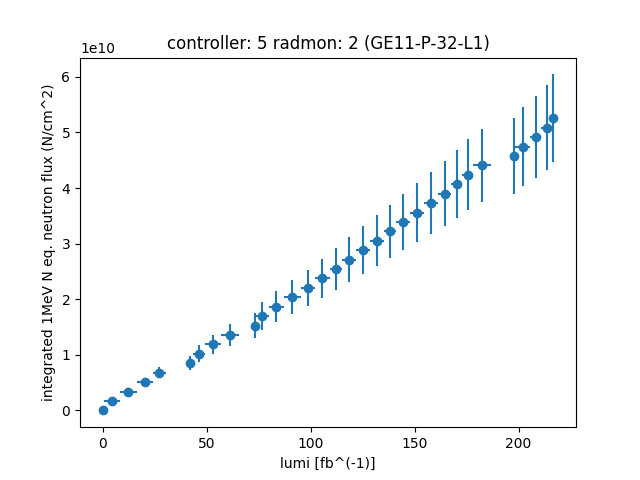 controller: 5 radmon: 2 (GE11-P-32-L1)
1e10
6
5
4
3
2
1
0
integrated 1MeV N eq. neutron flux (N/cm^2)
0 50 100 150 200
lumi [fb^(-1)]